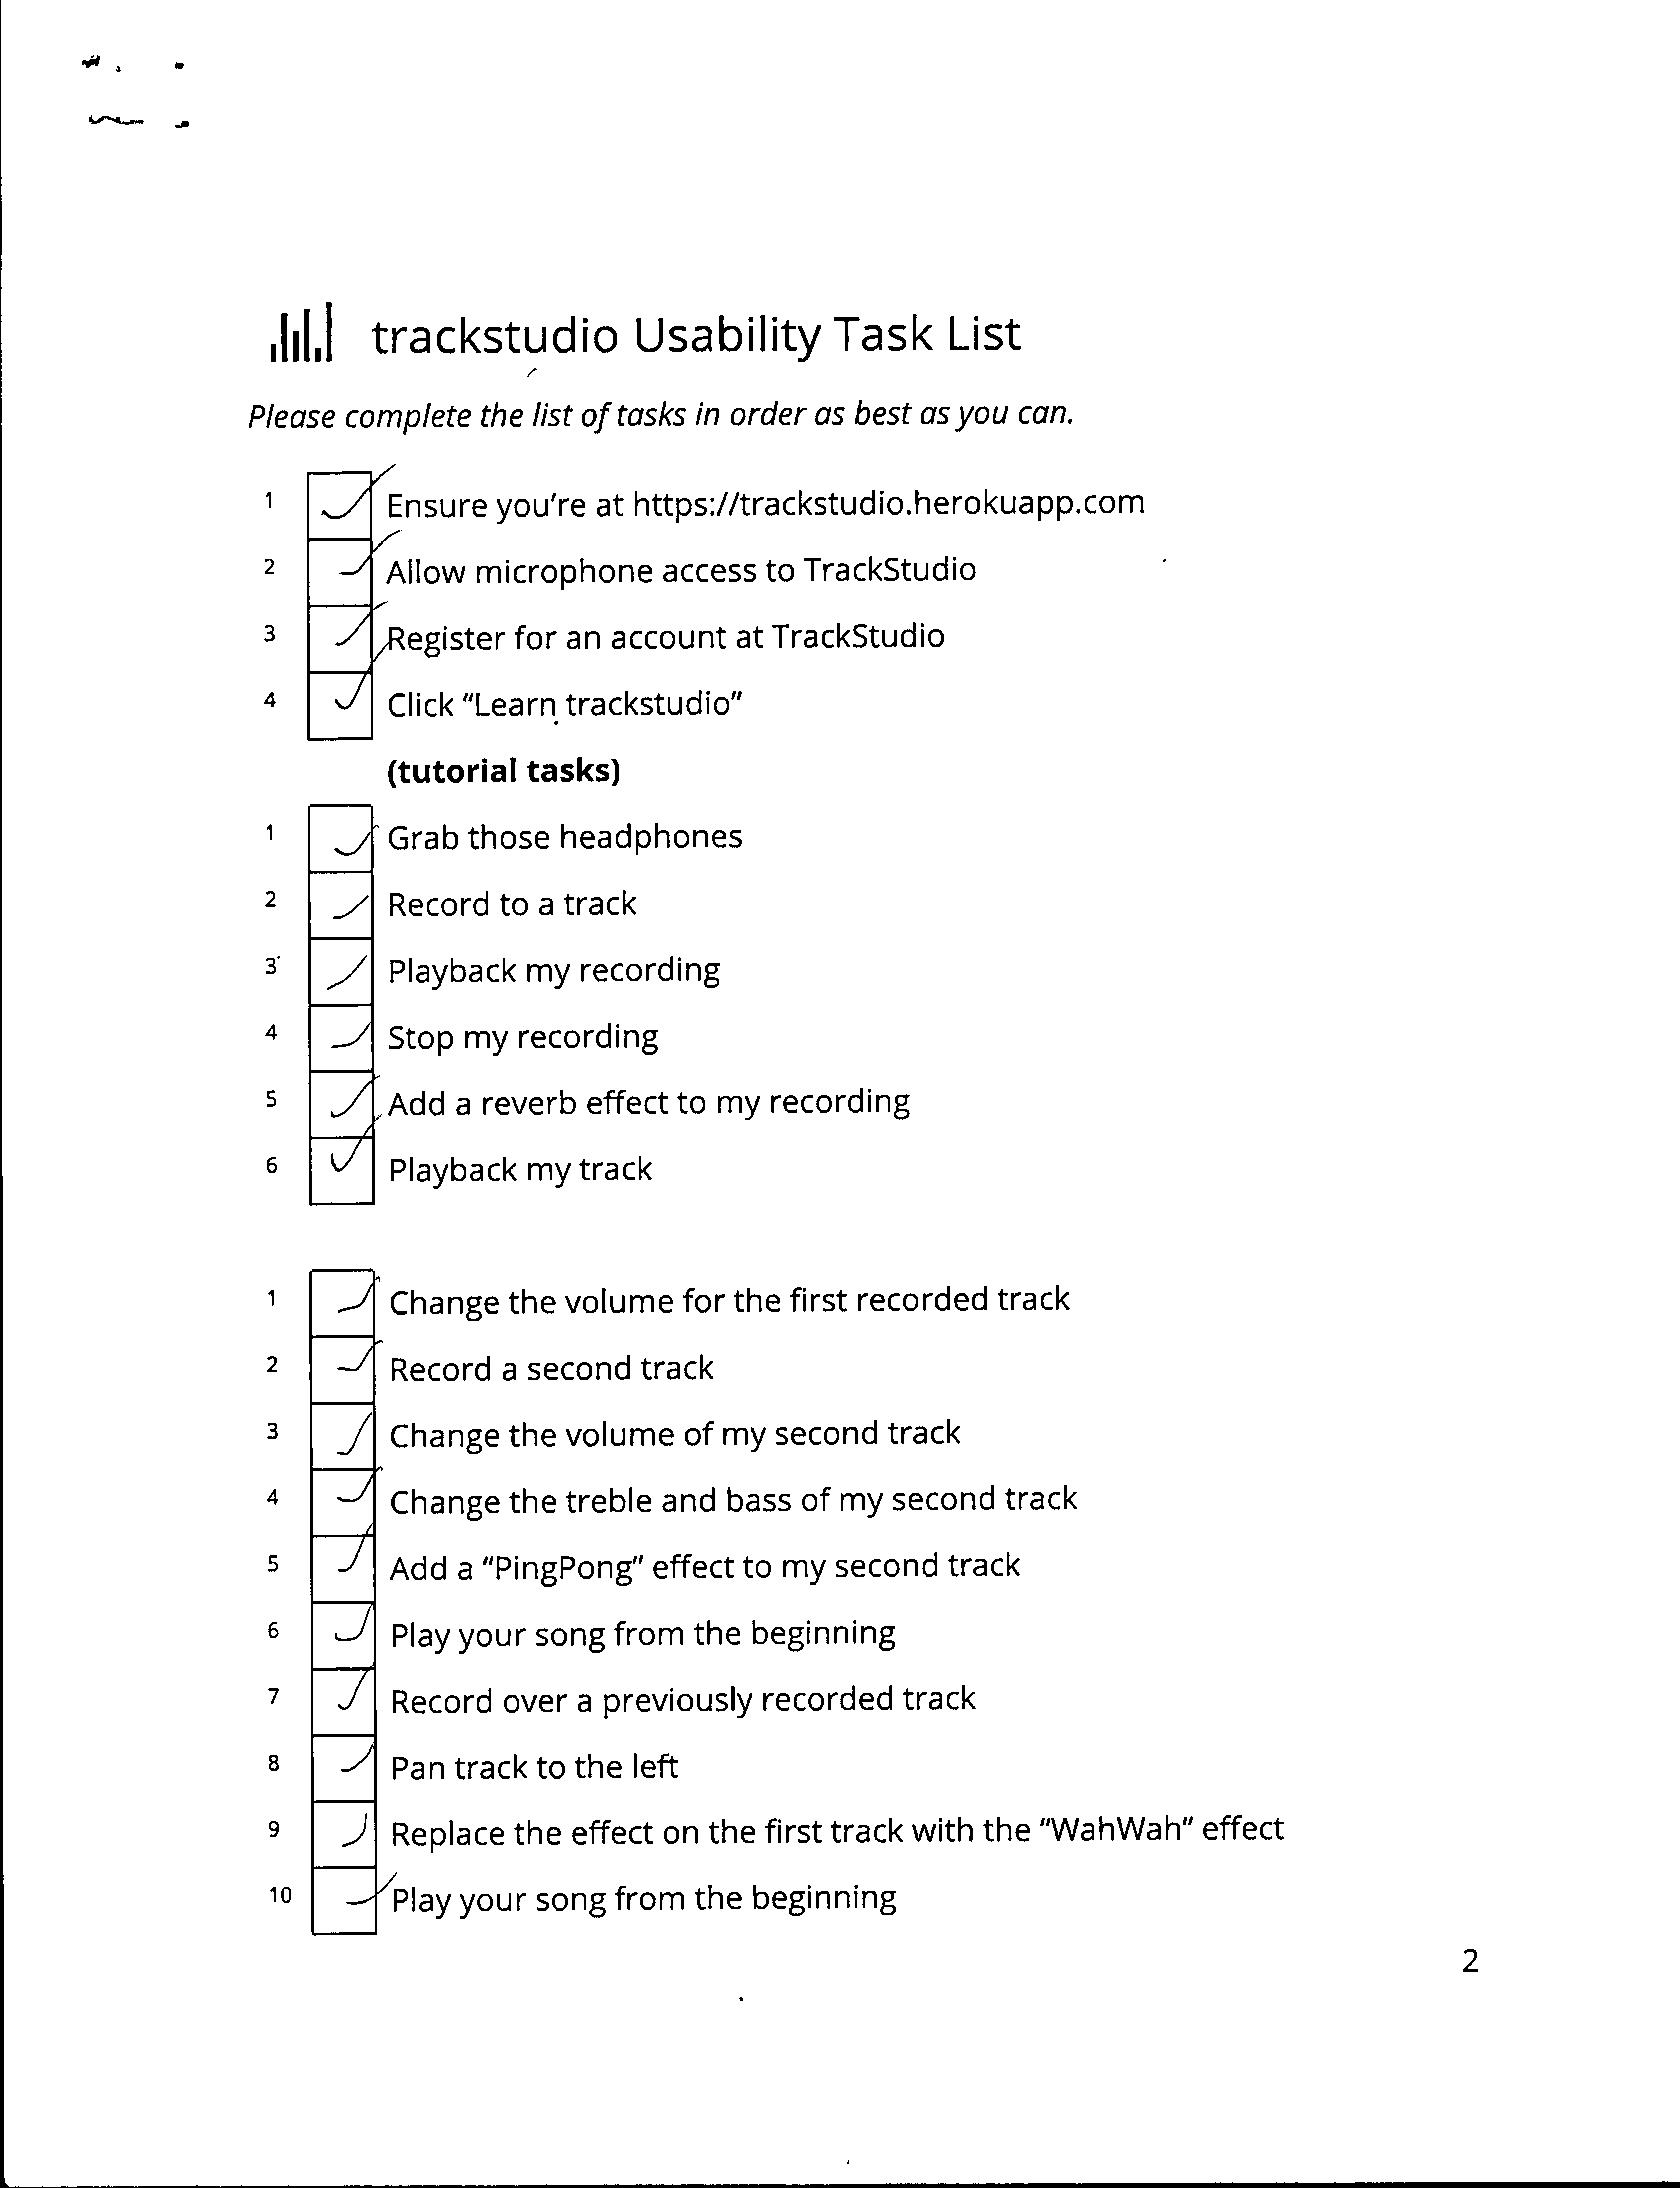 trackstudio Usability Task List
Please complete the list of tasks in order as best as you can.
1 Ensure you're at https://trackstudio.herokuapp.com
2 Allow microphone access to TrackStudio
3 Register for an account at TrackStudio
4 Click "Learn trackstudio"
(tutorial tasks)
1 Grab those headphones
2 Record to a track
3 Playback my recording
4 Stop my recording
5 Add a reverb effect to my recording
6 Playback my track
1 Change the volume for the first recorded track
2 Record a second track
3 Change the volume of my second track
4 Change the treble and bass of my second track
5 Add a "PingPong" effect to my second track
6 Play your song from the beginning
7 Record over a previously recorded track
8 Pan track to the left
9 Replace the effect on the first track with the "WahWah" effect
10 Play your song from the beginning
2